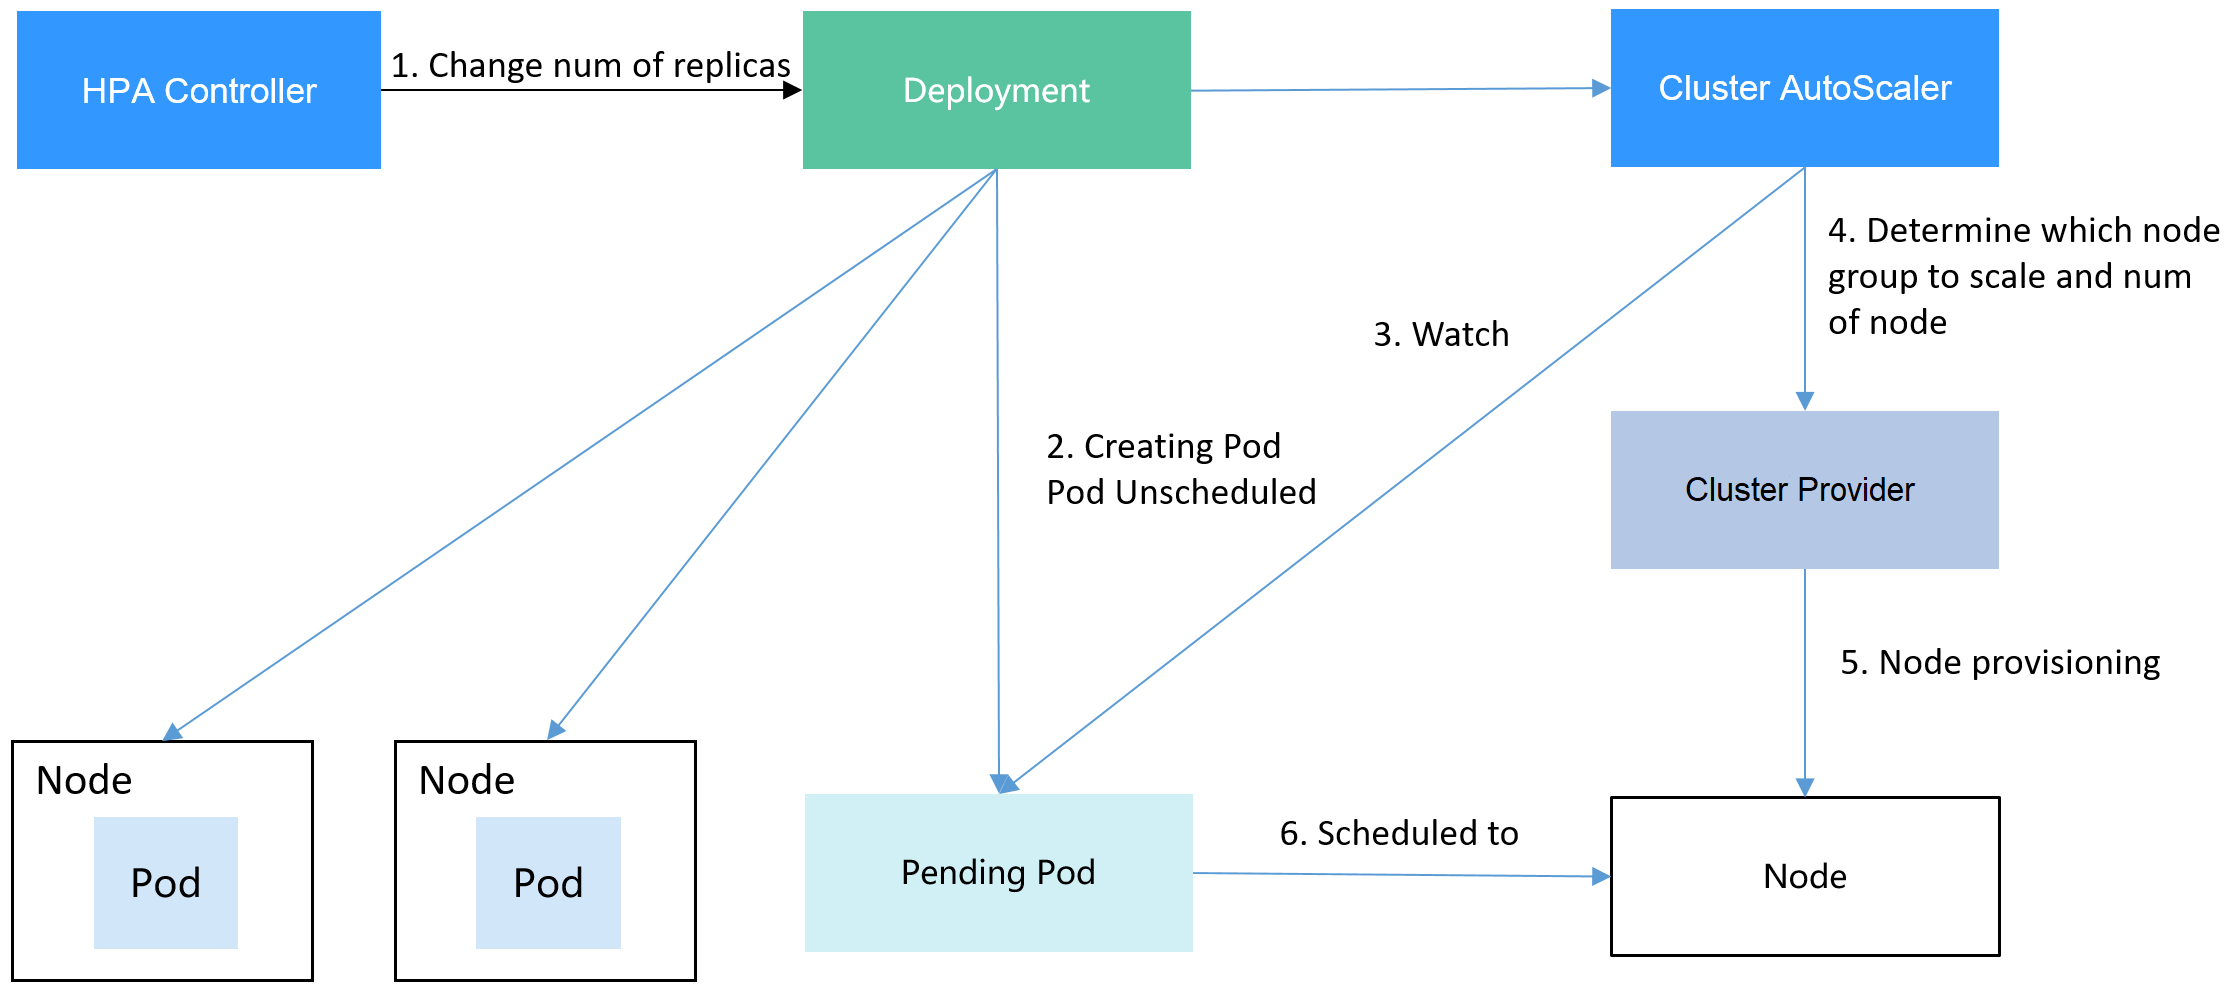 HPA Controller
1. Change num of replicas
Deployment
Cluster AutoScaler
4. Determine which node
group to scale and num
of node
3. Watch
2. Creating Pod
Pod Unscheduled
Cluster Provider
5. Node provisioning
Node
Pod
Node
Pod
Pending Pod
6. Scheduled to
Node